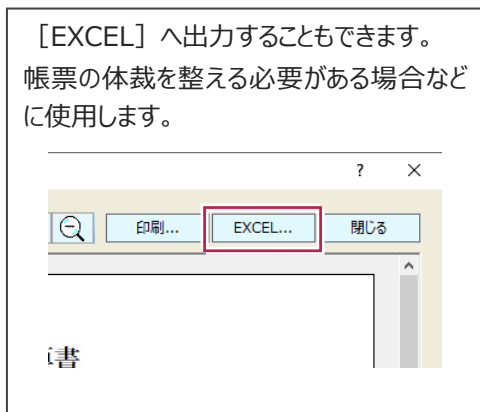 ［EXCEL］へ出力することもできます。
帳票の体裁を整える必要がある場合など
に使用します。
?
印刷... EXCEL... 閉じる
書